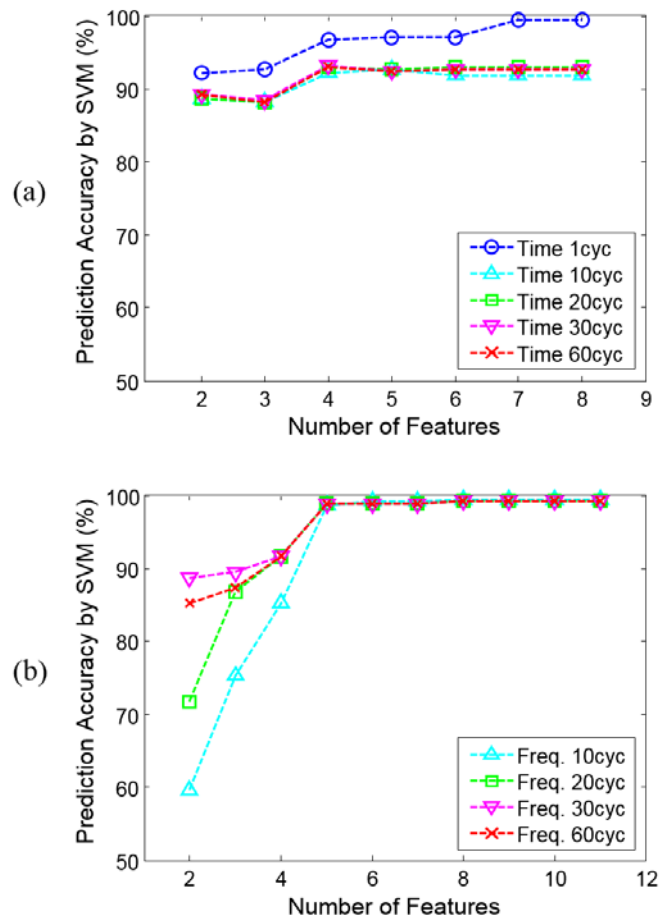 (a)
Prediction Accuracy by SVM (%)
100
90
80
70
60
50
Time 1cyc
Time 10cyc
Time 20cyc
Time 30cyc
Time 60cyc
2 3 4 5 6 7 8 9
Number of Features
(b)
Prediction Accuracy by SVM (%)
100
90
80
70
60
50
Freq. 10cyc
Freq. 20cyc
Freq. 30cyc
Freq. 60cyc
2 4 6 8 10 12
Number of Features